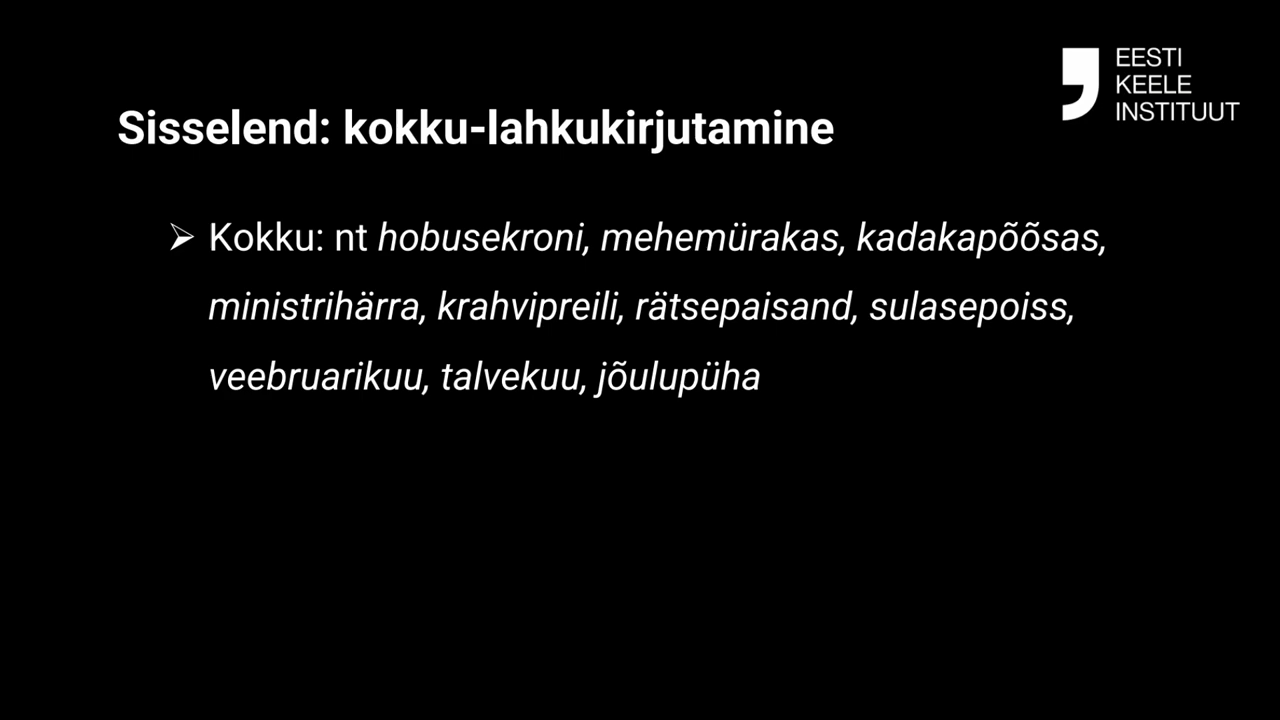 EESTI
KEELE
INSTITUUT
Sisselend: kokku-lahkukirjutamine
➢ Kokku: nt hobusekroni, mehemürakas, kadakapõõsas,
ministrihärra, krahvipreili, rätsepaisand, sulasepoiss,
veebruarikuu, talvekuu, jõulupüha